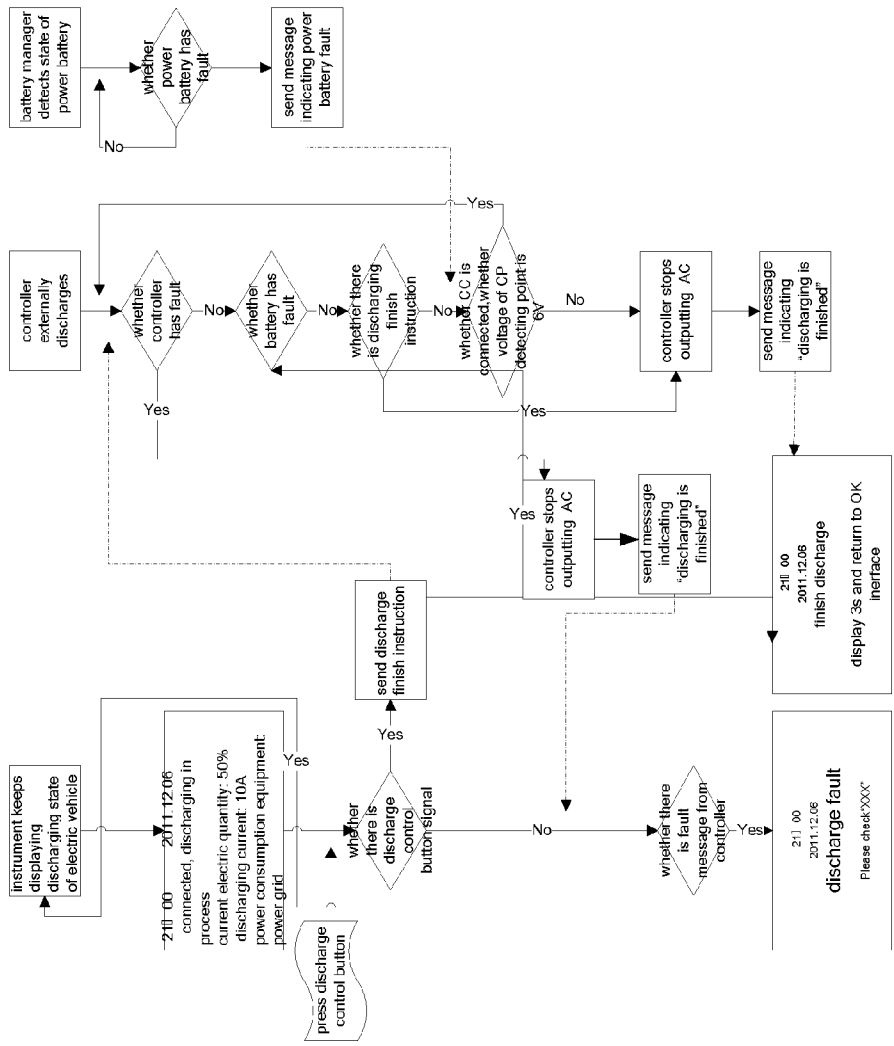 battery manager
detects state of
power battery
whether
power
battery has
fault
No
send message
indicating power
battery fault
controller
externally
discharges
whether
controller
has fault
Yes
No
whether
battery has
fault
No
whether there
is discharging
finish
instruction
No
whether CC is
connected,whether
voltage of CP
detecting point is
6V
Yes
No
Yes
controller stops
outputting AC
send message
indicating
“discharging is
finished”
Yes
controller stops
outputting AC
send message
indicating
“discharging is
finished”
send discharge
finish instruction
21▯ 00
2011.12.06
finish discharge
display 3s and return to OK
inerface
instrument keeps
displaying
discharging state
of electric vehicle
21▯ 00 2011.12.06
connected, discharging in
process
current electric quantity: 50%
discharging current: 10A
power consumption equipment:
power grid
Yes
press discharge
control button
whether
there is
discharge
control
button signal
Yes
No
whether there
is fault
message from
controller
Yes
21▯ 00
2011.12.06
discharge fault
Please check“XXX”